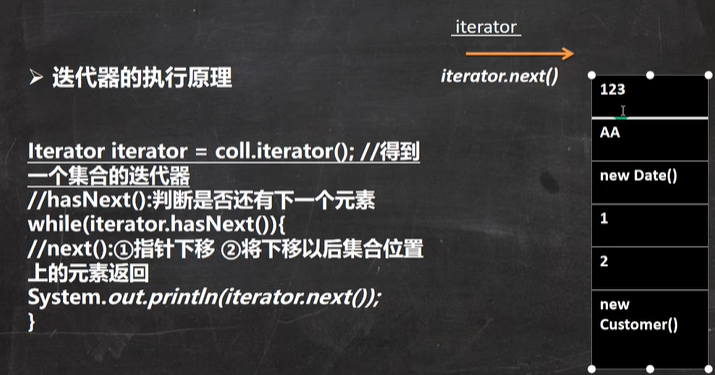 iterator
iterator.next()
➢ 迭代器的执行原理
Iterator iterator = coll.iterator(); //得到
一个集合的迭代器
//hasNext():判断是否还有下一个元素
while(iterator.hasNext()){
//next():①指针下移 ②将下移以后集合位置
上的元素返回
System.out.println(iterator.next());
}
123
AA
new Date()
1
2
new
Customer()